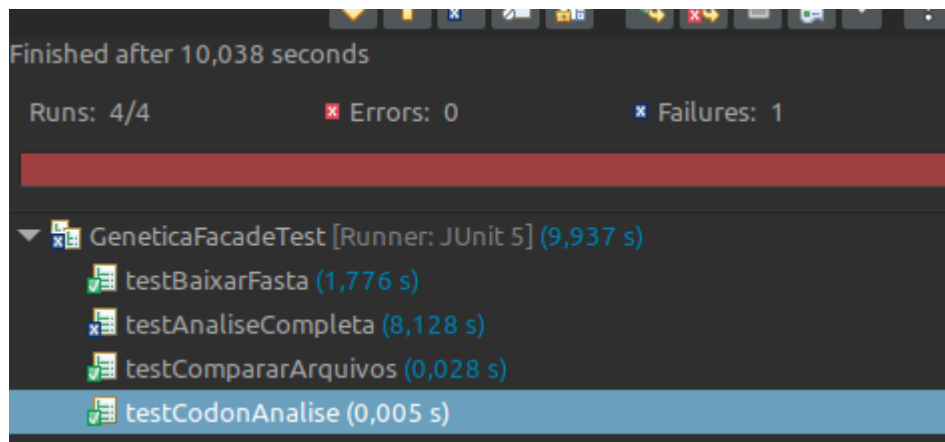 Finished after 10,038 seconds
Runs: 4/4 Errors: 0 Failures: 1
GeneticaFacadeTest [Runner: JUnit 5] (9,937 s)
testBaixarFasta (1,776 s)
testAnaliseCompleta (8,128 s)
testCompararArquivos (0,028 s)
testCodonAnalise (0,005 s)